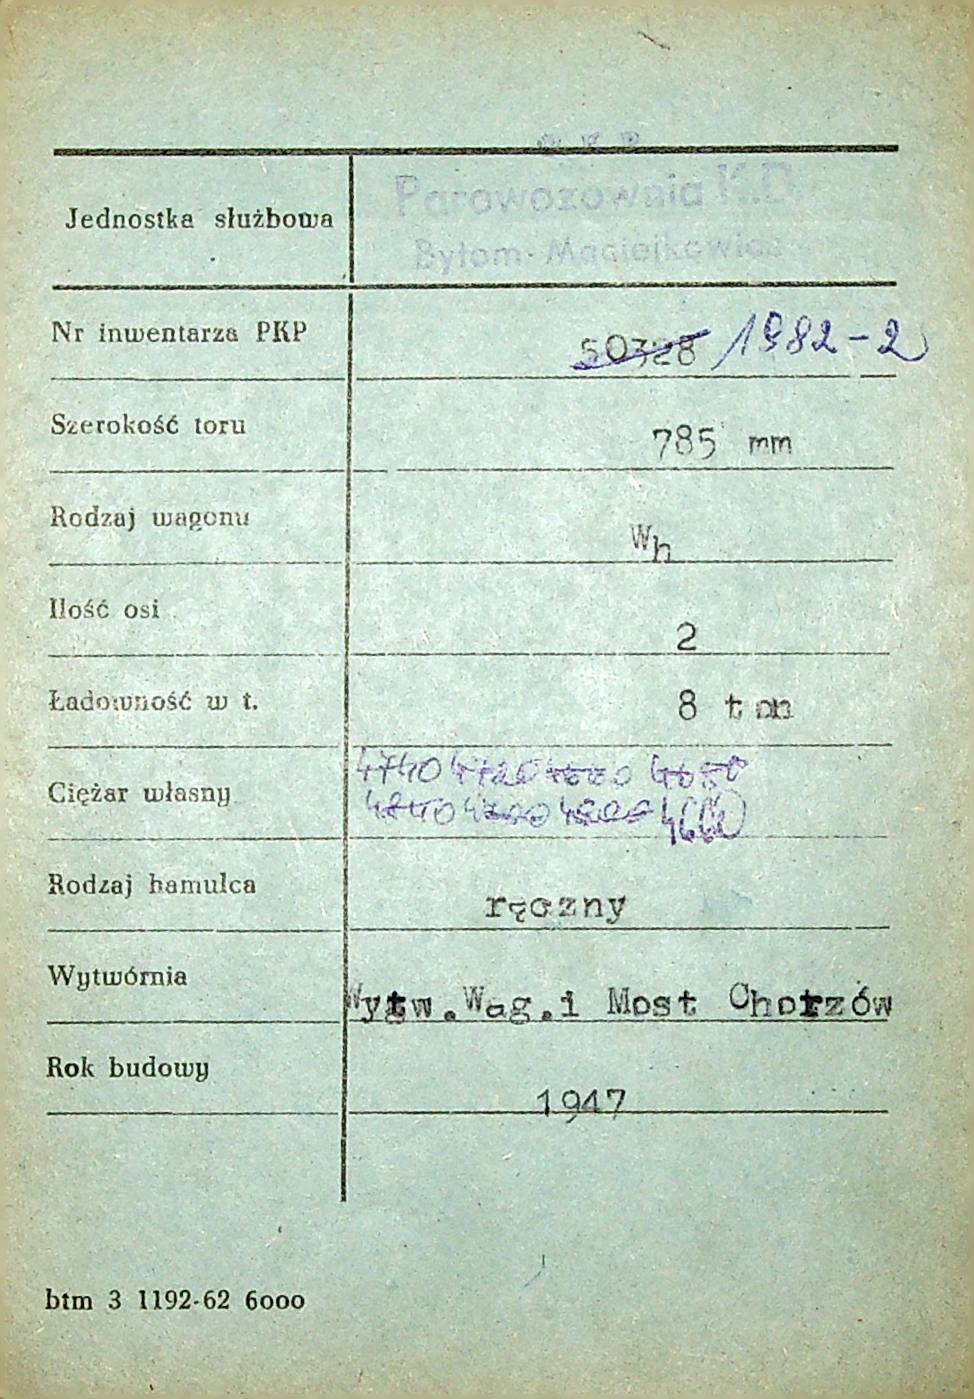 P K P
Parowozownia K.D
Bytom-Maciejkowice
Jednostka służbowa
Nr inwentarza PKP 50328 1982-2
Szerokość toru 785 mm
Rodzaj wagonu Wh
Ilość osi 2
Ładowność w t. 8 ton
Ciężar własny 4740 4720
Rodzaj hamulca ręczny
Wytwórnia Wytw.Wag.i Most Chorzów
Rok budowy 1947
btm 3 1192-62 6000